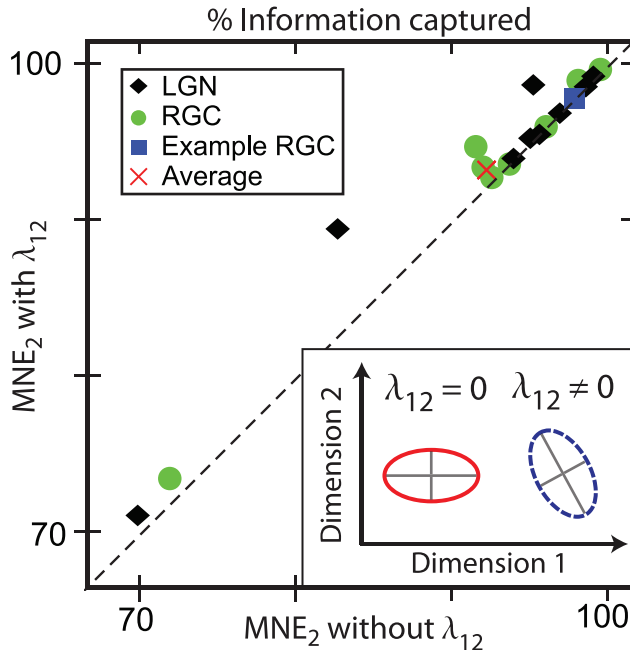 % Information captured
100
LGN
RGC
Example RGC
Average
MNE₂ with λ₁₂
λ₁₂ = 0
λ₁₂ ≠ 0
Dimension 2
Dimension 1
70
70
100
MNE₂ without λ₁₂